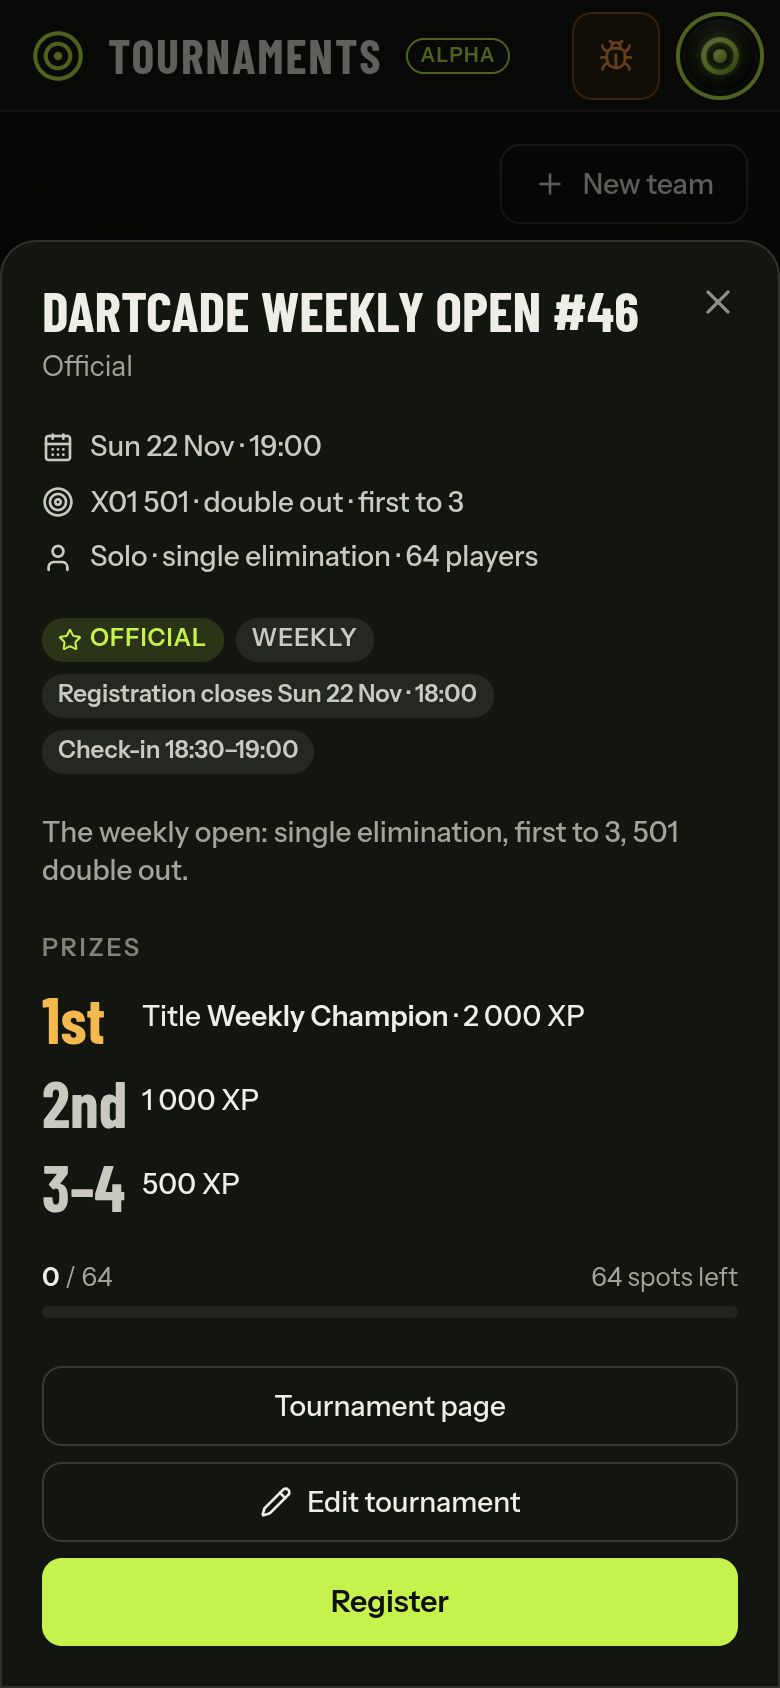 TOURNAMENTS ALPHA
New team
DARTCADE WEEKLY OPEN #46
Official
Sun 22 Nov · 19:00
X01 501 · double out · first to 3
Solo · single elimination · 64 players
OFFICIAL WEEKLY
Registration closes Sun 22 Nov · 18:00
Check-in 18:30–19:00
The weekly open: single elimination, first to 3, 501
double out.
PRIZES
1st Title Weekly Champion · 2 000 XP
2nd 1 000 XP
3–4 500 XP
0 / 64 64 spots left
Tournament page
Edit tournament
Register